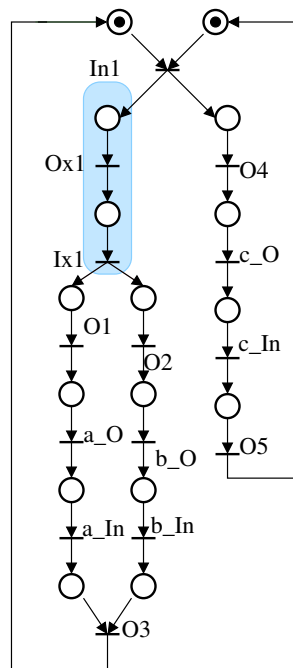 In1
Ox1
O4
Ix1
c_O
O1
O2
c_In
a_O
b_O
O5
a_In
b_In
O3